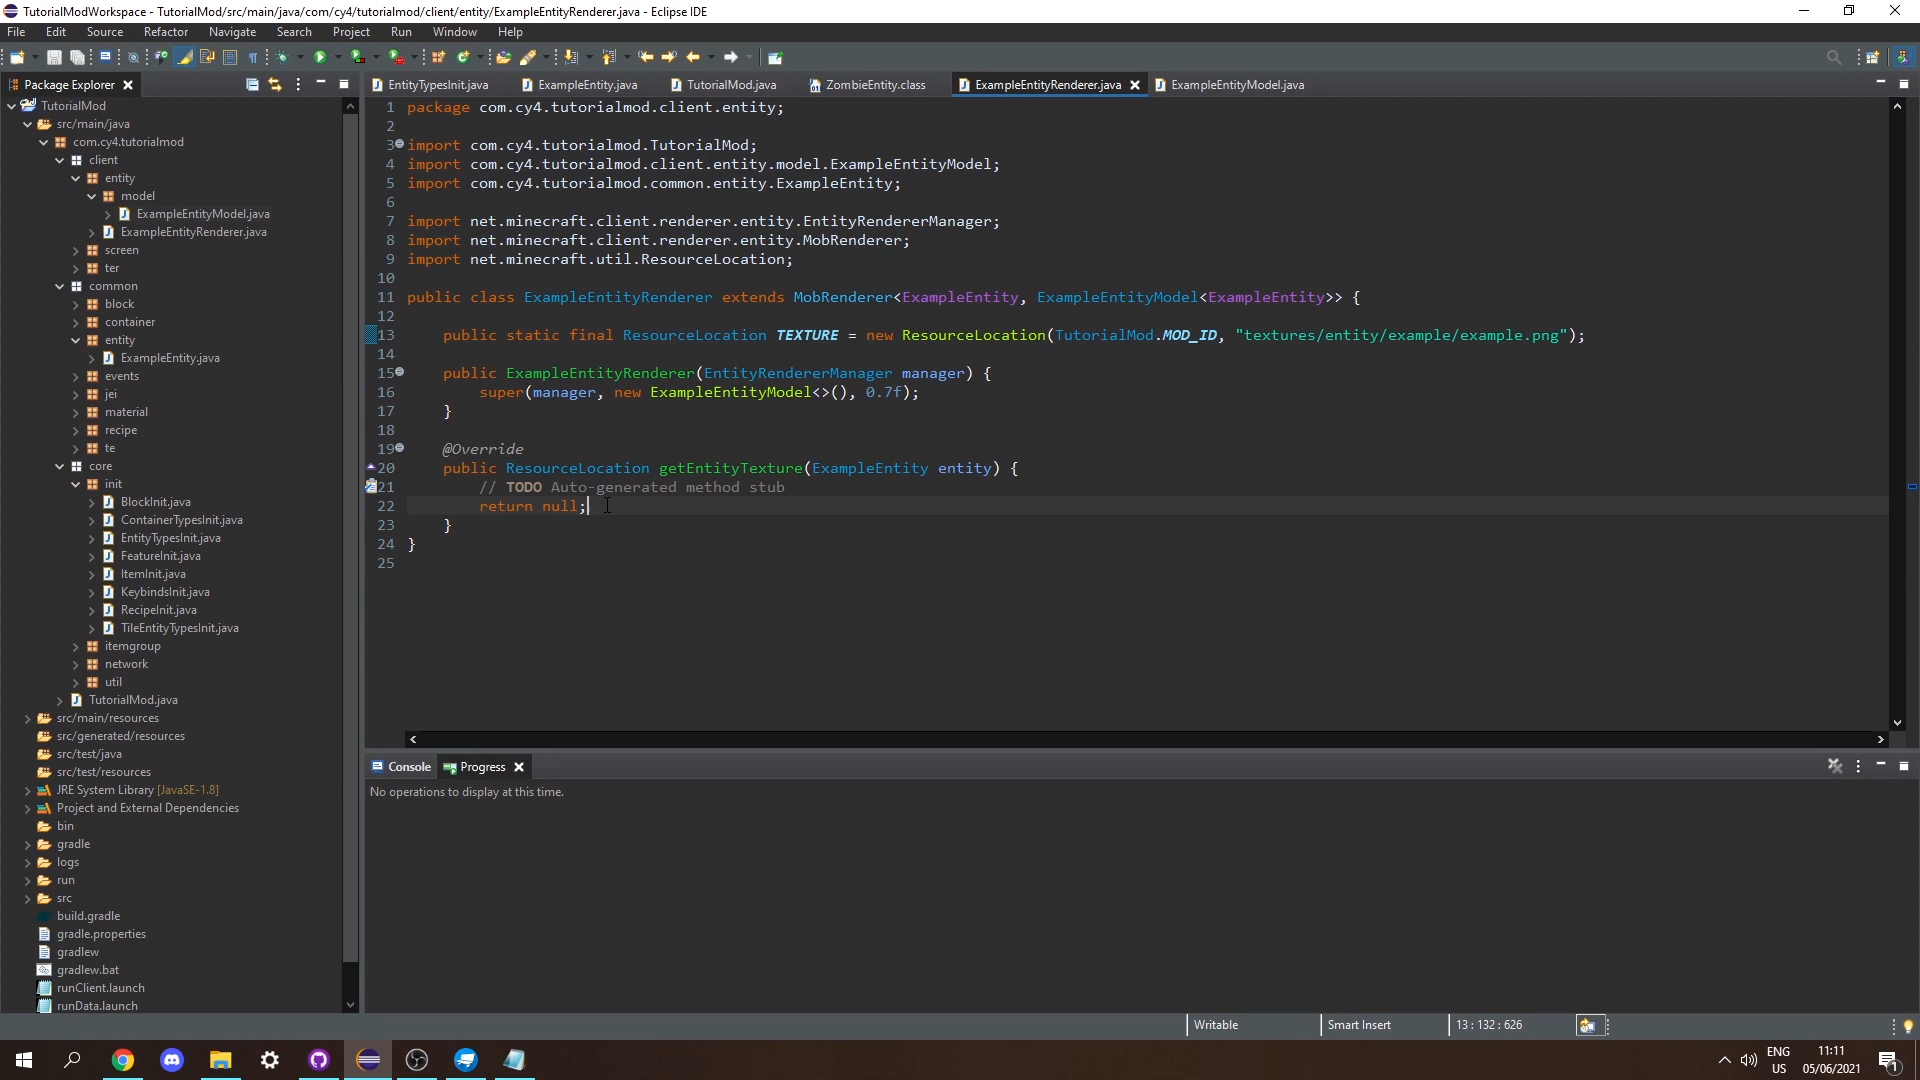 TutorialModWorkspace - TutorialMod/src/main/java/com/cy4/tutorialmod/client/entity/ExampleEntityRenderer.java - Eclipse IDE
File Edit Source Refactor Navigate Search Project Run Window Help
Package Explorer
EntityTypesInit.java ExampleEntity.java TutorialMod.java ZombieEntity.class ExampleEntityRenderer.java ExampleEntityModel.java
TutorialMod
src/main/java
com.cy4.tutorialmod
client
entity
model
ExampleEntityModel.java
ExampleEntityRenderer.java
screen
ter
common
block
container
entity
ExampleEntity.java
events
jei
material
recipe
te
core
init
BlockInit.java
ContainerTypesInit.java
EntityTypesInit.java
FeatureInit.java
ItemInit.java
KeybindsInit.java
RecipeInit.java
TileEntityTypesInit.java
itemgroup
network
util
TutorialMod.java
src/main/resources
src/generated/resources
src/test/java
src/test/resources
JRE System Library [JavaSE-1.8]
Project and External Dependencies
bin
gradle
logs
run
src
build.gradle
gradle.properties
gradlew
gradlew.bat
runClient.launch
runData.launch
1 package com.cy4.tutorialmod.client.entity;
2
3 import com.cy4.tutorialmod.TutorialMod;
4 import com.cy4.tutorialmod.client.entity.model.ExampleEntityModel;
5 import com.cy4.tutorialmod.common.entity.ExampleEntity;
6
7 import net.minecraft.client.renderer.entity.EntityRendererManager;
8 import net.minecraft.client.renderer.entity.MobRenderer;
9 import net.minecraft.util.ResourceLocation;
10
11 public class ExampleEntityRenderer extends MobRenderer<ExampleEntity, ExampleEntityModel<ExampleEntity>> {
12
13 public static final ResourceLocation TEXTURE = new ResourceLocation(TutorialMod.MOD_ID, "textures/entity/example/example.png");
14
15 public ExampleEntityRenderer(EntityRendererManager manager) {
16 super(manager, new ExampleEntityModel<>(), 0.7f);
17 }
18
19 @Override
20 public ResourceLocation getEntityTexture(ExampleEntity entity) {
21 // TODO Auto-generated method stub
22 return null;
23 }
24 }
25
Console Progress
No operations to display at this time.
Writable Smart Insert 13 : 132 : 626
ENG
US
11:11
05/06/2021
1